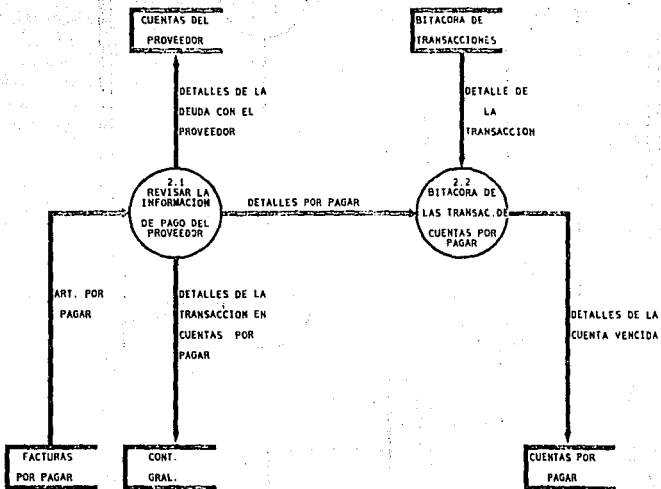 CUENTAS DEL
PROVEEDOR
BITACORA DE
TRANSACCIONES
DETALLES DE LA
DEUDA CON EL
PROVEEDOR
DETALLE DE
LA
TRANSACCION
2.1
REVISAR LA
INFORMACION
DE PAGO DEL
PROVEEDOR
DETALLES POR PAGAR
2.2
BITACORA DE
LAS TRANSAC.DE
CUENTAS POR
PAGAR
ART. POR
PAGAR
DETALLES DE LA
TRANSACCION EN
CUENTAS POR
PAGAR
DETALLES DE LA
CUENTA VENCIDA
FACTURAS
POR PAGAR
CONT.
GRAL.
CUENTAS POR
PAGAR